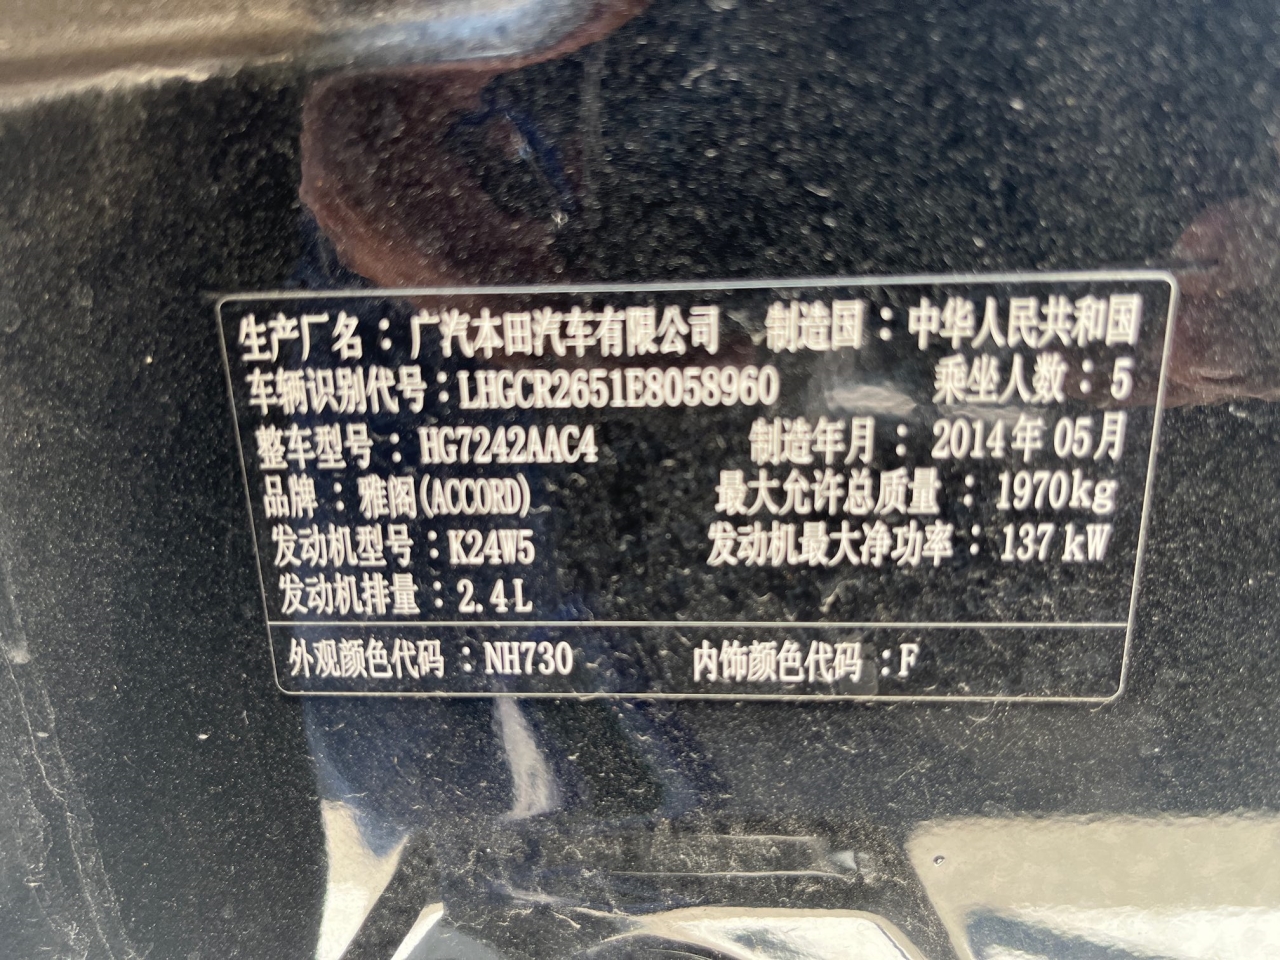 生产厂名：广汽本田汽车有限公司 制造国：中华人民共和国
车辆识别代号：LHGCR2651E8058960 乘坐人数：5
整车型号：HG7242AAC4 制造年月：2014年05月
品牌：雅阁(ACCORD) 最大允许总质量：1970kg
发动机型号：K24W5 发动机最大净功率：137kW
发动机排量：2.4L
外观颜色代码：NH730 内饰颜色代码：F